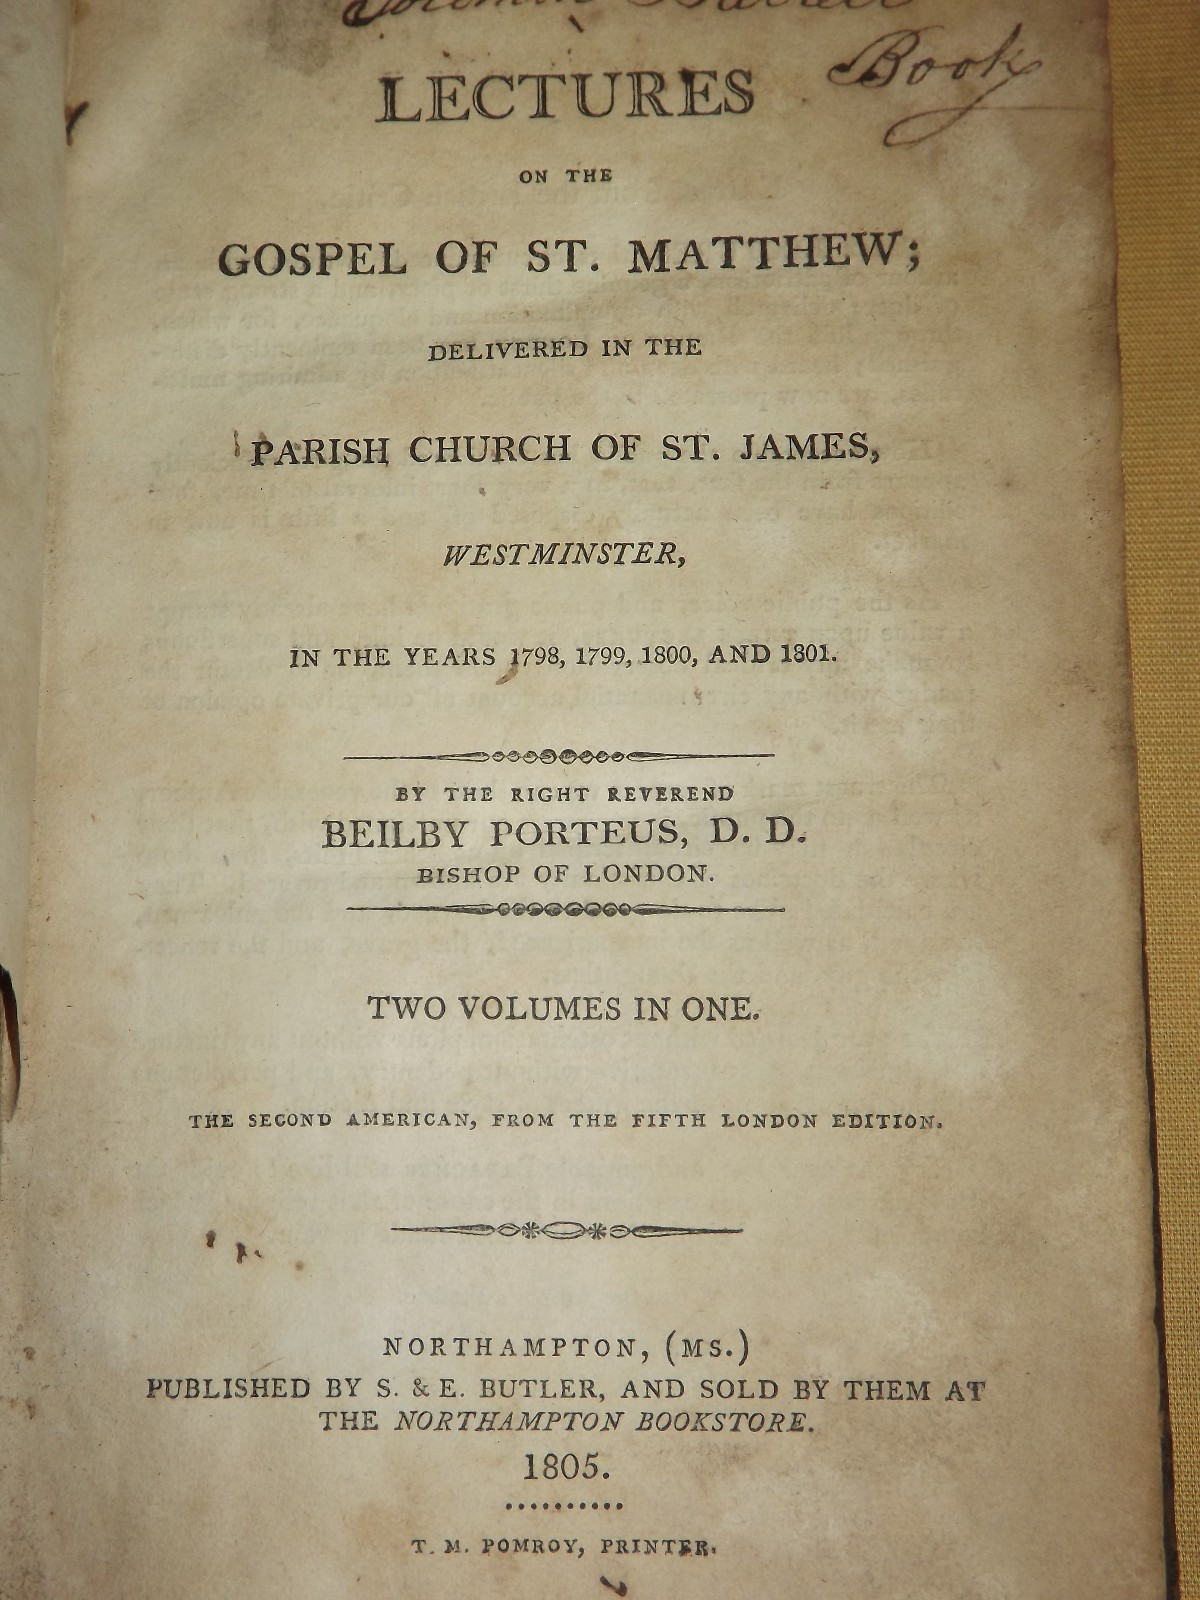 Book
LECTURES
ON THE
GOSPEL OF ST. MATTHEW;
DELIVERED IN THE
PARISH CHURCH OF ST. JAMES,
WESTMINSTER,
IN THE YEARS 1798, 1799, 1800, AND 1801.
BY THE RIGHT REVEREND
BEILBY PORTEUS, D. D.
BISHOP OF LONDON.
TWO VOLUMES IN ONE.
THE SECOND AMERICAN, FROM THE FIFTH LONDON EDITION.
NORTHAMPTON, (MS.)
PUBLISHED BY S. & E. BUTLER, AND SOLD BY THEM AT
THE NORTHAMPTON BOOKSTORE.
1805.
T. M. POMROY, PRINTER.